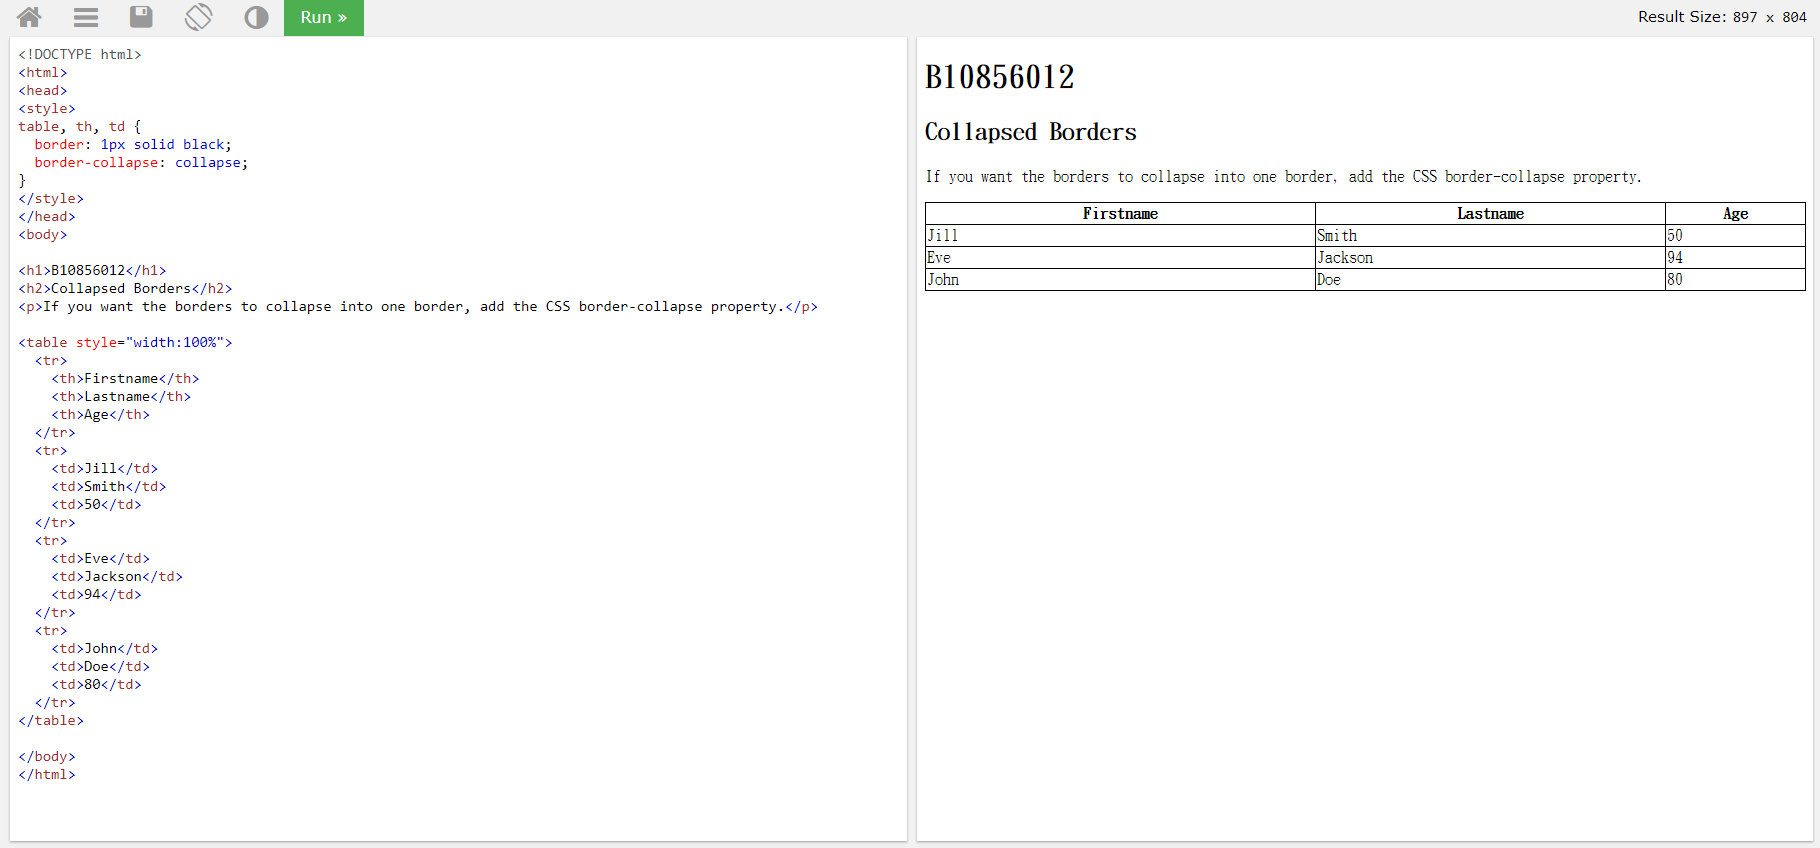 Run »
Result Size: 897 x 804
<!DOCTYPE html>
<html>
<head>
<style>
table, th, td {
  border: 1px solid black;
  border-collapse: collapse;
}
</style>
</head>
<body>

<h1>B10856012</h1>
<h2>Collapsed Borders</h2>
<p>If you want the borders to collapse into one border, add the CSS border-collapse property.</p>

<table style="width:100%">
  <tr>
    <th>Firstname</th>
    <th>Lastname</th>
    <th>Age</th>
  </tr>
  <tr>
    <td>Jill</td>
    <td>Smith</td>
    <td>50</td>
  </tr>
  <tr>
    <td>Eve</td>
    <td>Jackson</td>
    <td>94</td>
  </tr>
  <tr>
    <td>John</td>
    <td>Doe</td>
    <td>80</td>
  </tr>
</table>

</body>
</html>
B10856012
Collapsed Borders
If you want the borders to collapse into one border, add the CSS border-collapse property.
Firstname Lastname Age
Jill Smith 50
Eve Jackson 94
John Doe 80